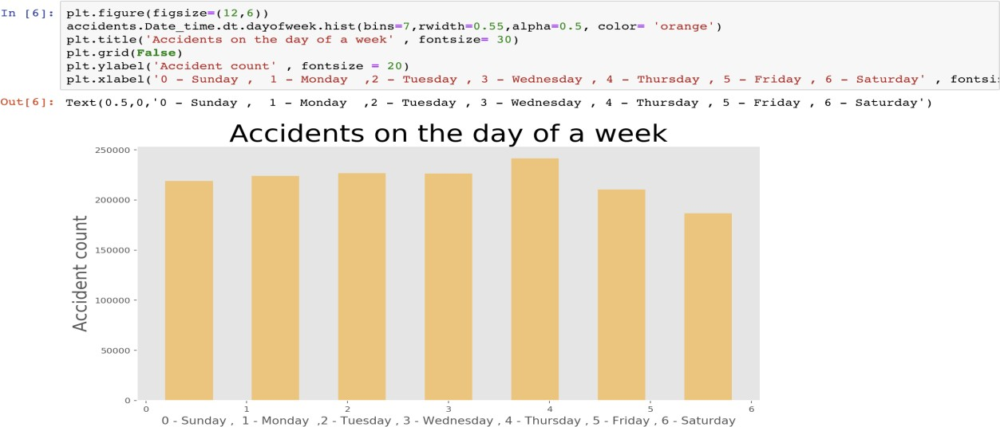 In [6]: plt.figure(figsize=(12,6))
accidents.Date_time.dt.dayofweek.hist(bins=7,rwidth=0.55,alpha=0.5, color= 'orange')
plt.title('Accidents on the day of a week' , fontsize= 30)
plt.grid(False)
plt.ylabel('Accident count' , fontsize = 20)
plt.xlabel('0 - Sunday ,  1 - Monday  ,2 - Tuesday , 3 - Wednesday , 4 - Thursday , 5 - Friday , 6 - Saturday' , fontsi
Out[6]: Text(0.5,0,'0 - Sunday ,  1 - Monday  ,2 - Tuesday , 3 - Wednesday , 4 - Thursday , 5 - Friday , 6 - Saturday')
Accidents on the day of a week
250000
200000
150000
100000
50000
0
Accident count
0 1 2 3 4 5 6
0 - Sunday ,  1 - Monday  ,2 - Tuesday , 3 - Wednesday , 4 - Thursday , 5 - Friday , 6 - Saturday